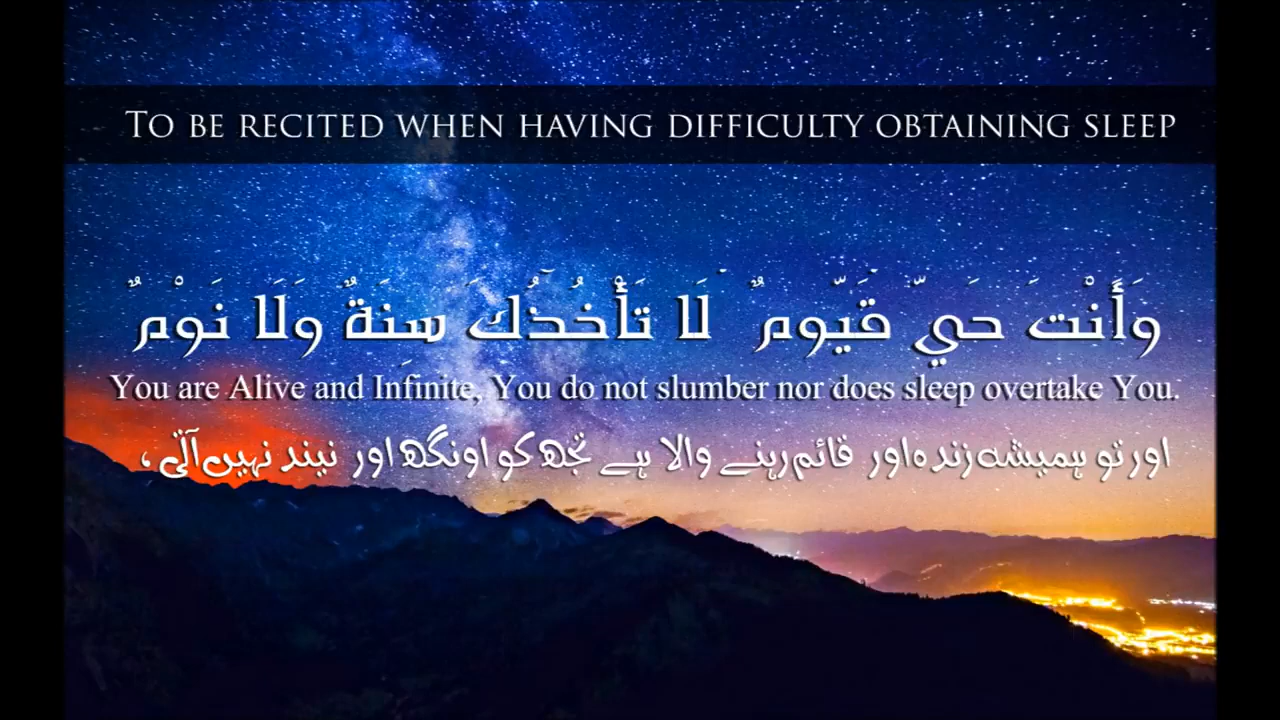 TO BE RECITED WHEN HAVING DIFFICULTY OBTAINING SLEEP
وَأَنْتَ حَيّ قَيّومٌ لَا تَأْخُذُكَ سِنَةٌ وَلَا نَوْمٌ
You are Alive and Infinite, You do not slumber nor does sleep overtake You.
اور تو ہمیشہ زندہ اور قائم رہنے والا ہے تجھ کو اونگھ اور نیند نہیں آتی،